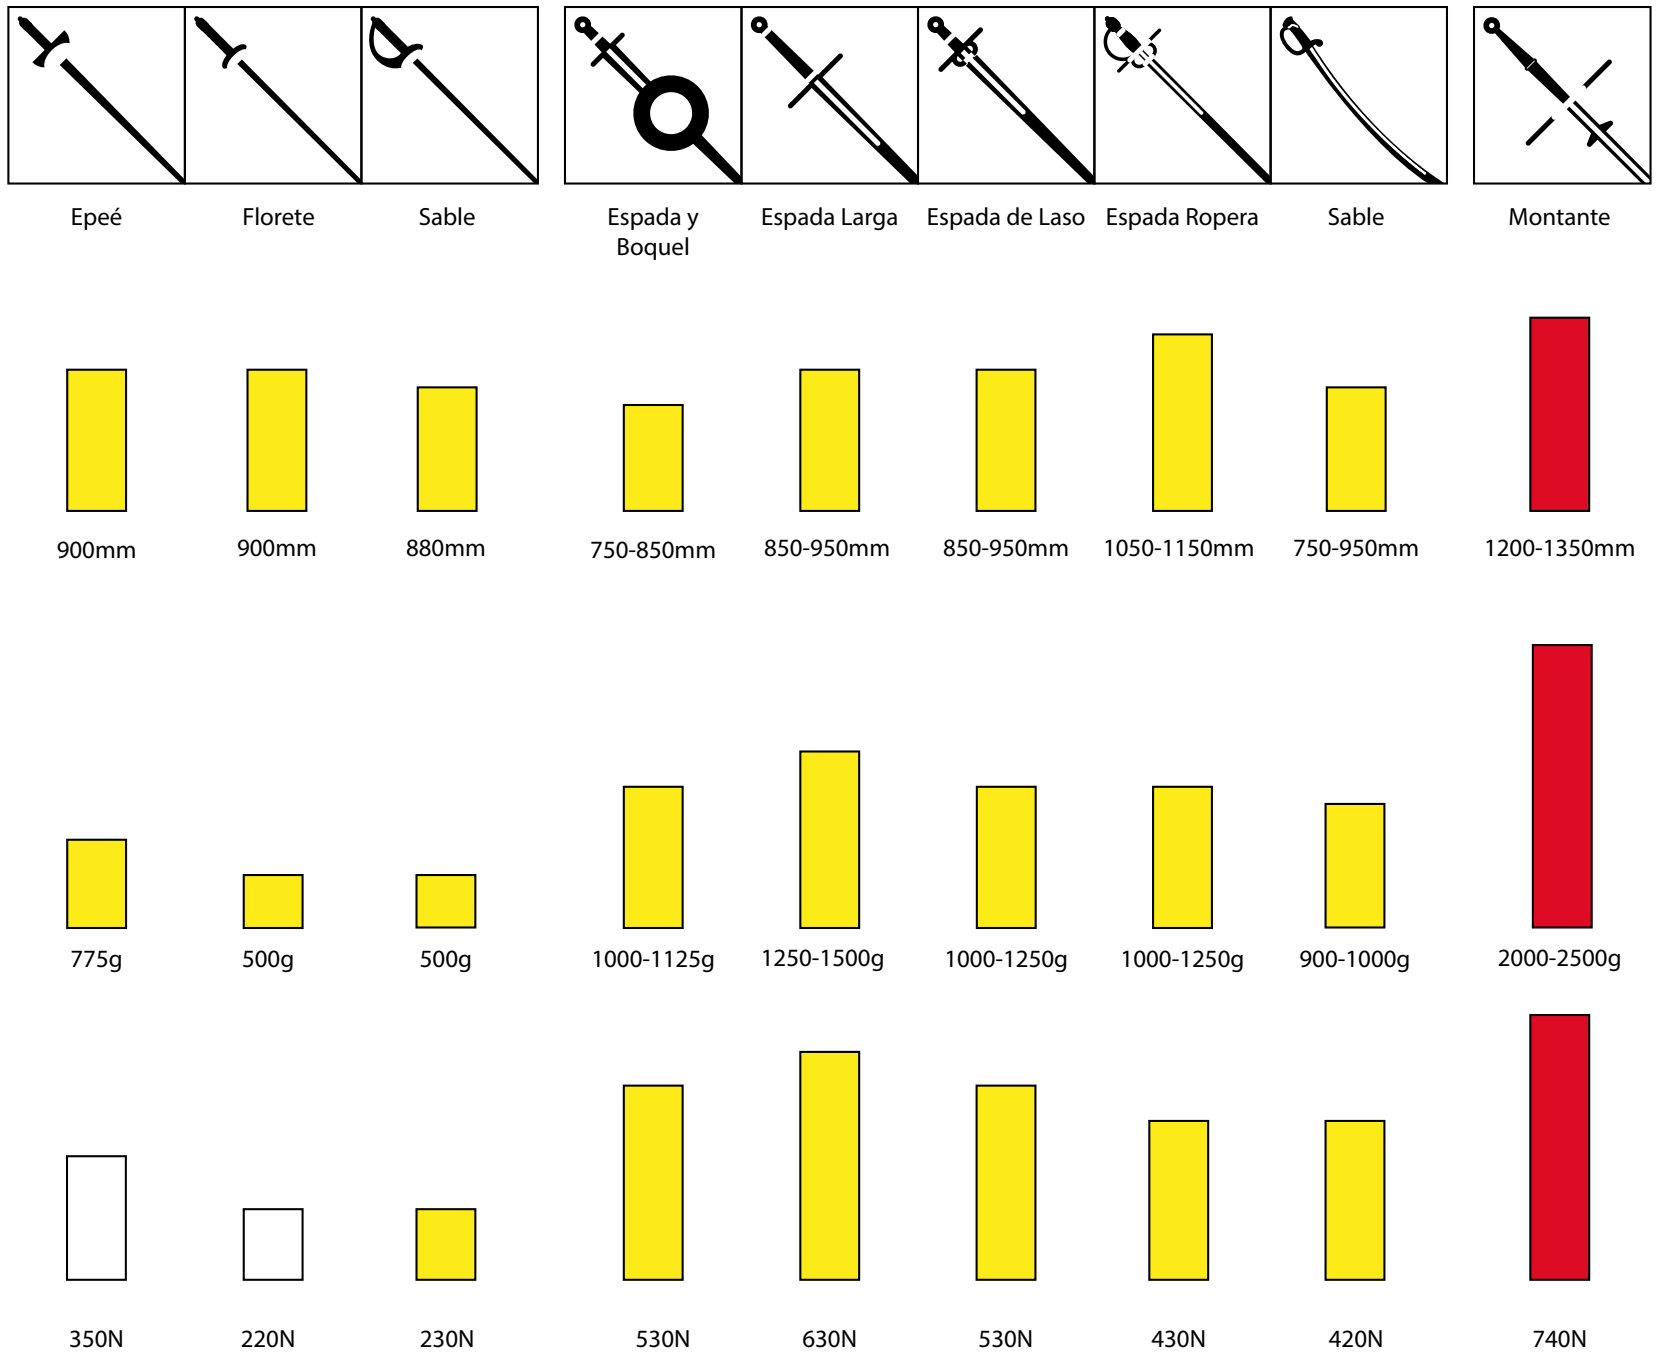 Epeé
Florete
Sable
Espada y
Boquel
Espada Larga
Espada de Laso
Espada Ropera
Sable
Montante
900mm
900mm
880mm
750-850mm
850-950mm
850-950mm
1050-1150mm
750-950mm
1200-1350mm
775g
500g
500g
1000-1125g
1250-1500g
1000-1250g
1000-1250g
900-1000g
2000-2500g
350N
220N
230N
530N
630N
530N
430N
420N
740N